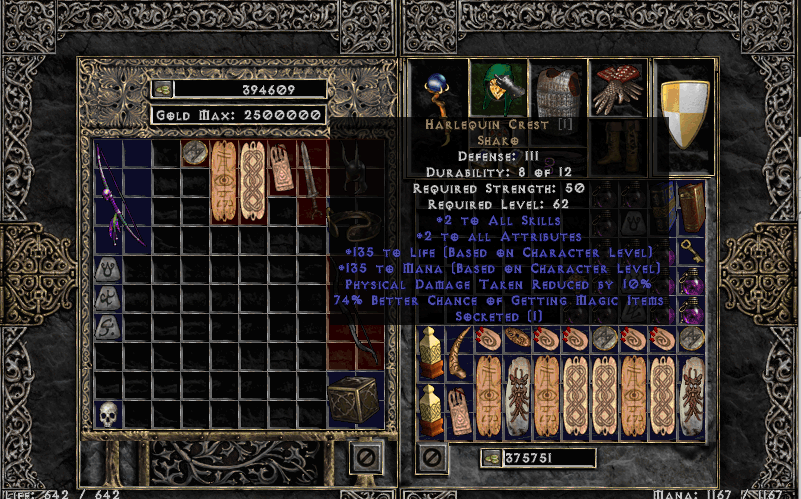 394609
Gold Max: 2500000
Harlequin Crest [1]
Shako
Defense: 111
Durability: 8 of 12
Required Strength: 50
Required Level: 62
+2 to All Skills
+2 to all Attributes
+135 to Life (Based on Character Level)
+135 to Mana (Based on Character Level)
Physical Damage Taken Reduced by 10%
74% Better Chance of Getting Magic Items
Socketed (1)
375751
Life: 642 / 642
Mana: 1167 / 1167